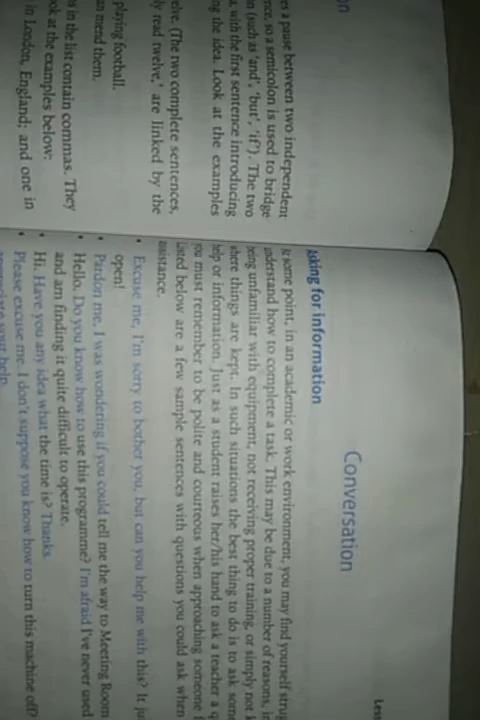 on
es a pause between two independent
nce, so a semicolon is used to bridge
n (such as 'and', 'but', 'if'). The two
a, with the first sentence introducing
ng the idea. Look at the examples
elve. (The two complete sentences,
ly read twelve,' are linked by the
playing football.
an mend them.
s in the list contain commas. They
ok at the examples below:
in London, England; and one in
Less
Conversation
Asking for information
At some point, in an academic or work environment, you may find yourself strug
understand how to complete a task. This may be due to a number of reasons, in
being unfamiliar with equipment, not receiving proper training, or simply not k
where things are kept. In such situations the best thing to do is to ask some
help or information. Just as a student raises her/his hand to ask a teacher a q
you must remember to be polite and courteous when approaching someone f
Listed below are a few sample sentences with questions you could ask when
assistance.
• Excuse me, I'm sorry to bother you, but can you help me with this? It ju
open!
• Pardon me, I was wondering if you could tell me the way to Meeting Room
• Hello. Do you know how to use this programme? I'm afraid I've never used
and am finding it quite difficult to operate.
• Hi. Have you any idea what the time is? Thanks.
• Please excuse me. I don't suppose you know how to turn this machine off?
appreciate your help.